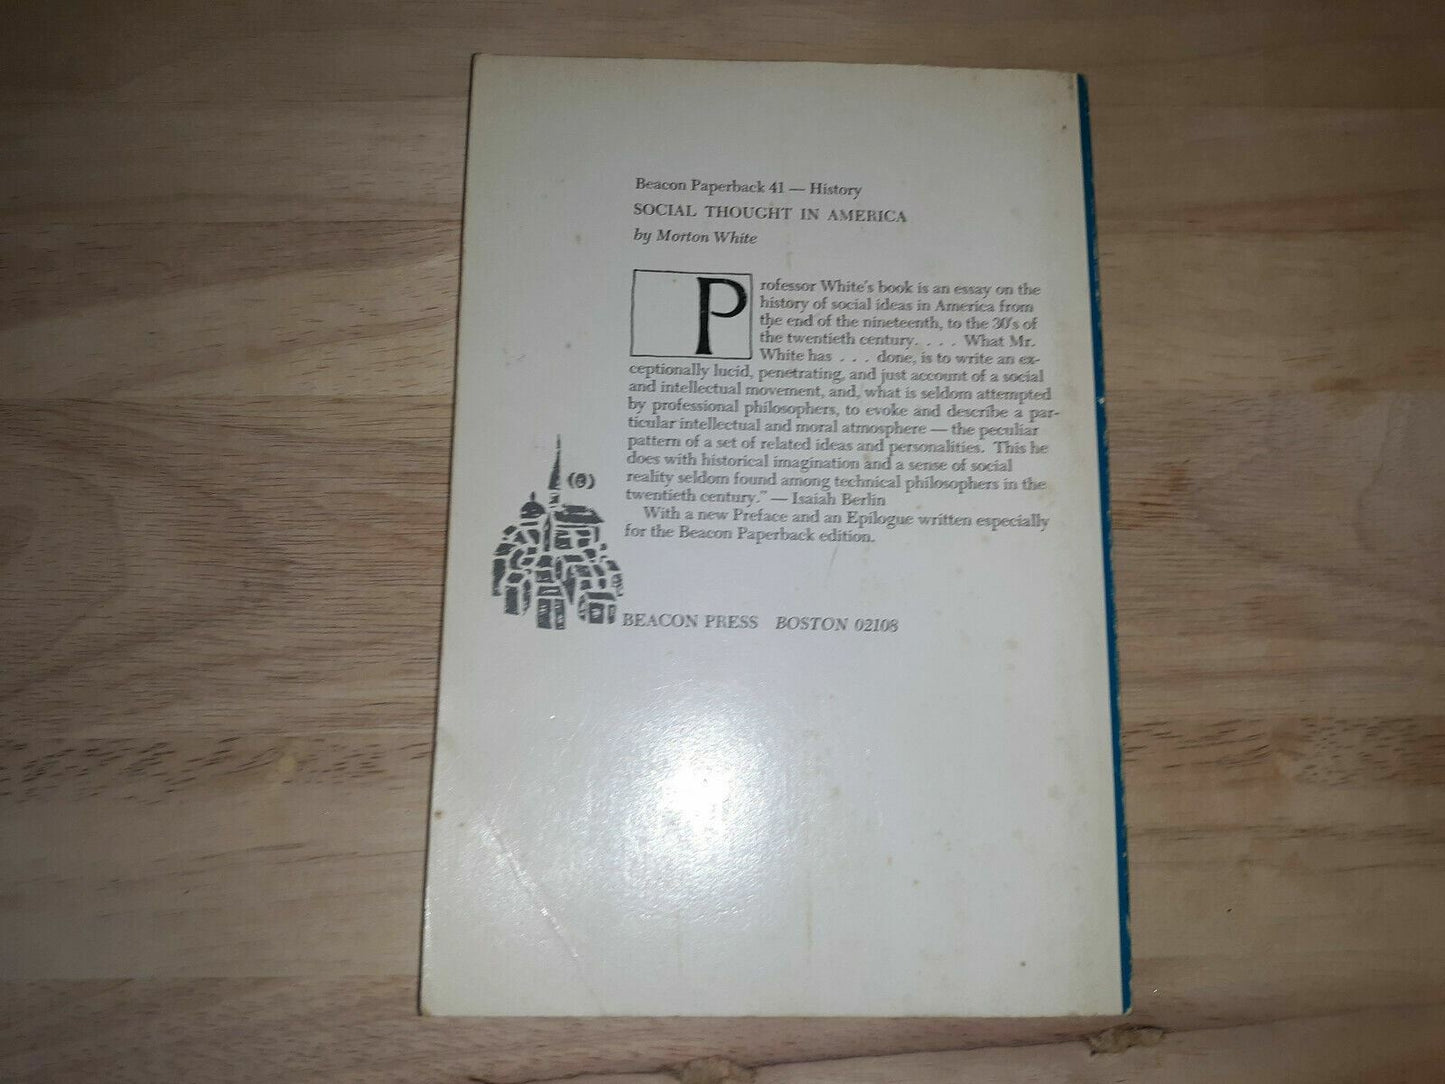 Beacon Paperback 41 — History
SOCIAL THOUGHT IN AMERICA
by Morton White
Professor White's book is an essay on the
history of social ideas in America from
the end of the nineteenth, to the 30's of
the twentieth century. . . . What Mr.
White has . . . done, is to write an ex-
ceptionally lucid, penetrating, and just account of a social
and intellectual movement, and, what is seldom attempted
by professional philosophers, to evoke and describe a par-
ticular intellectual and moral atmosphere — the peculiar
pattern of a set of related ideas and personalities. This he
does with historical imagination and a sense of social
reality seldom found among technical philosophers in the
twentieth century." — Isaiah Berlin
With a new Preface and an Epilogue written especially
for the Beacon Paperback edition.
BEACON PRESS BOSTON 02108